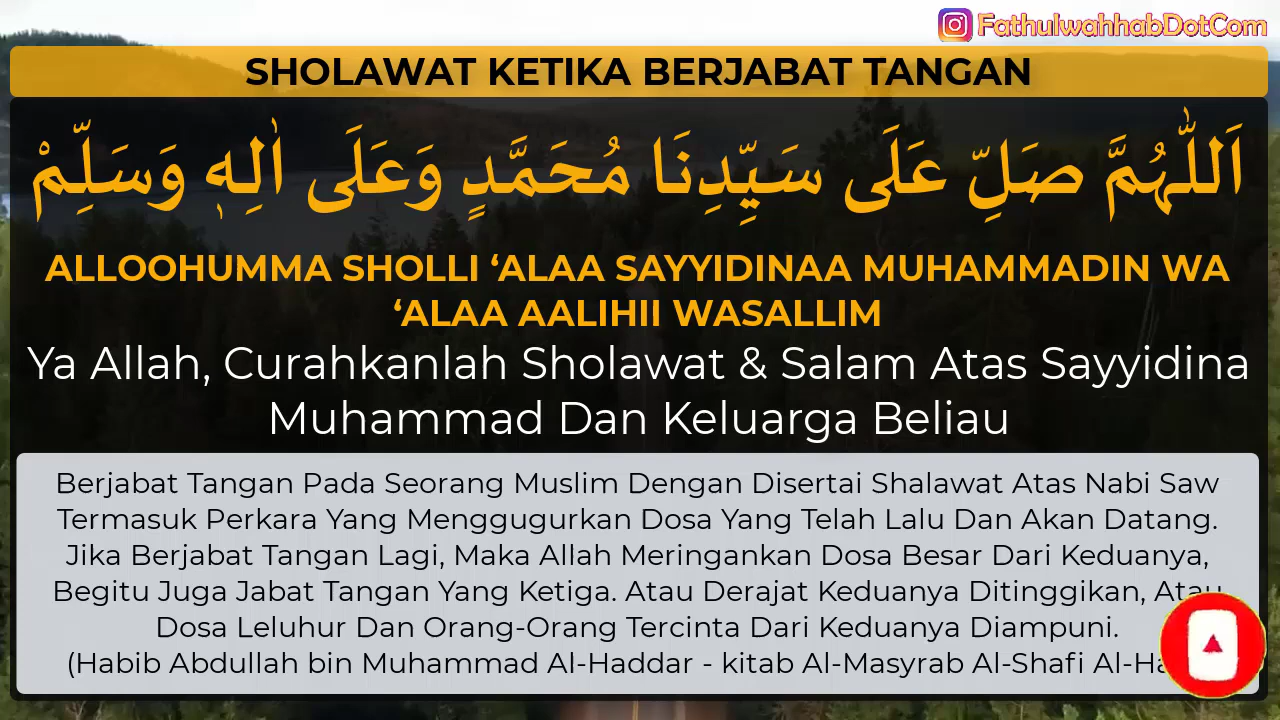 FathulwahhabDotCom
SHOLAWAT KETIKA BERJABAT TANGAN
اَللّٰهُمَّ صَلِّ عَلَى سَيِّدِنَا مُحَمَّدٍ وَعَلَى اٰلِهٖ وَسَلِّمْ
ALLOOHUMMA SHOLLI ‘ALAA SAYYIDINAA MUHAMMADIN WA
‘ALAA AALIHII WASALLIM
Ya Allah, Curahkanlah Sholawat & Salam Atas Sayyidina
Muhammad Dan Keluarga Beliau
Berjabat Tangan Pada Seorang Muslim Dengan Disertai Shalawat Atas Nabi Saw
Termasuk Perkara Yang Menggugurkan Dosa Yang Telah Lalu Dan Akan Datang.
Jika Berjabat Tangan Lagi, Maka Allah Meringankan Dosa Besar Dari Keduanya,
Begitu Juga Jabat Tangan Yang Ketiga. Atau Derajat Keduanya Ditinggikan, Atau
Dosa Leluhur Dan Orang-Orang Tercinta Dari Keduanya Diampuni.
(Habib Abdullah bin Muhammad Al-Haddar - kitab Al-Masyrab Al-Shafi